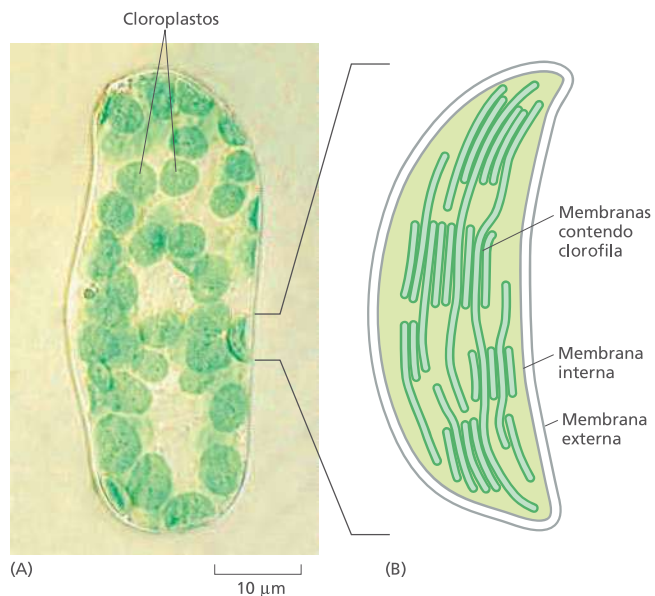 Cloroplastos
Membranas
contendo
clorofila
Membrana
interna
Membrana
externa
(A)
10 μm
(B)